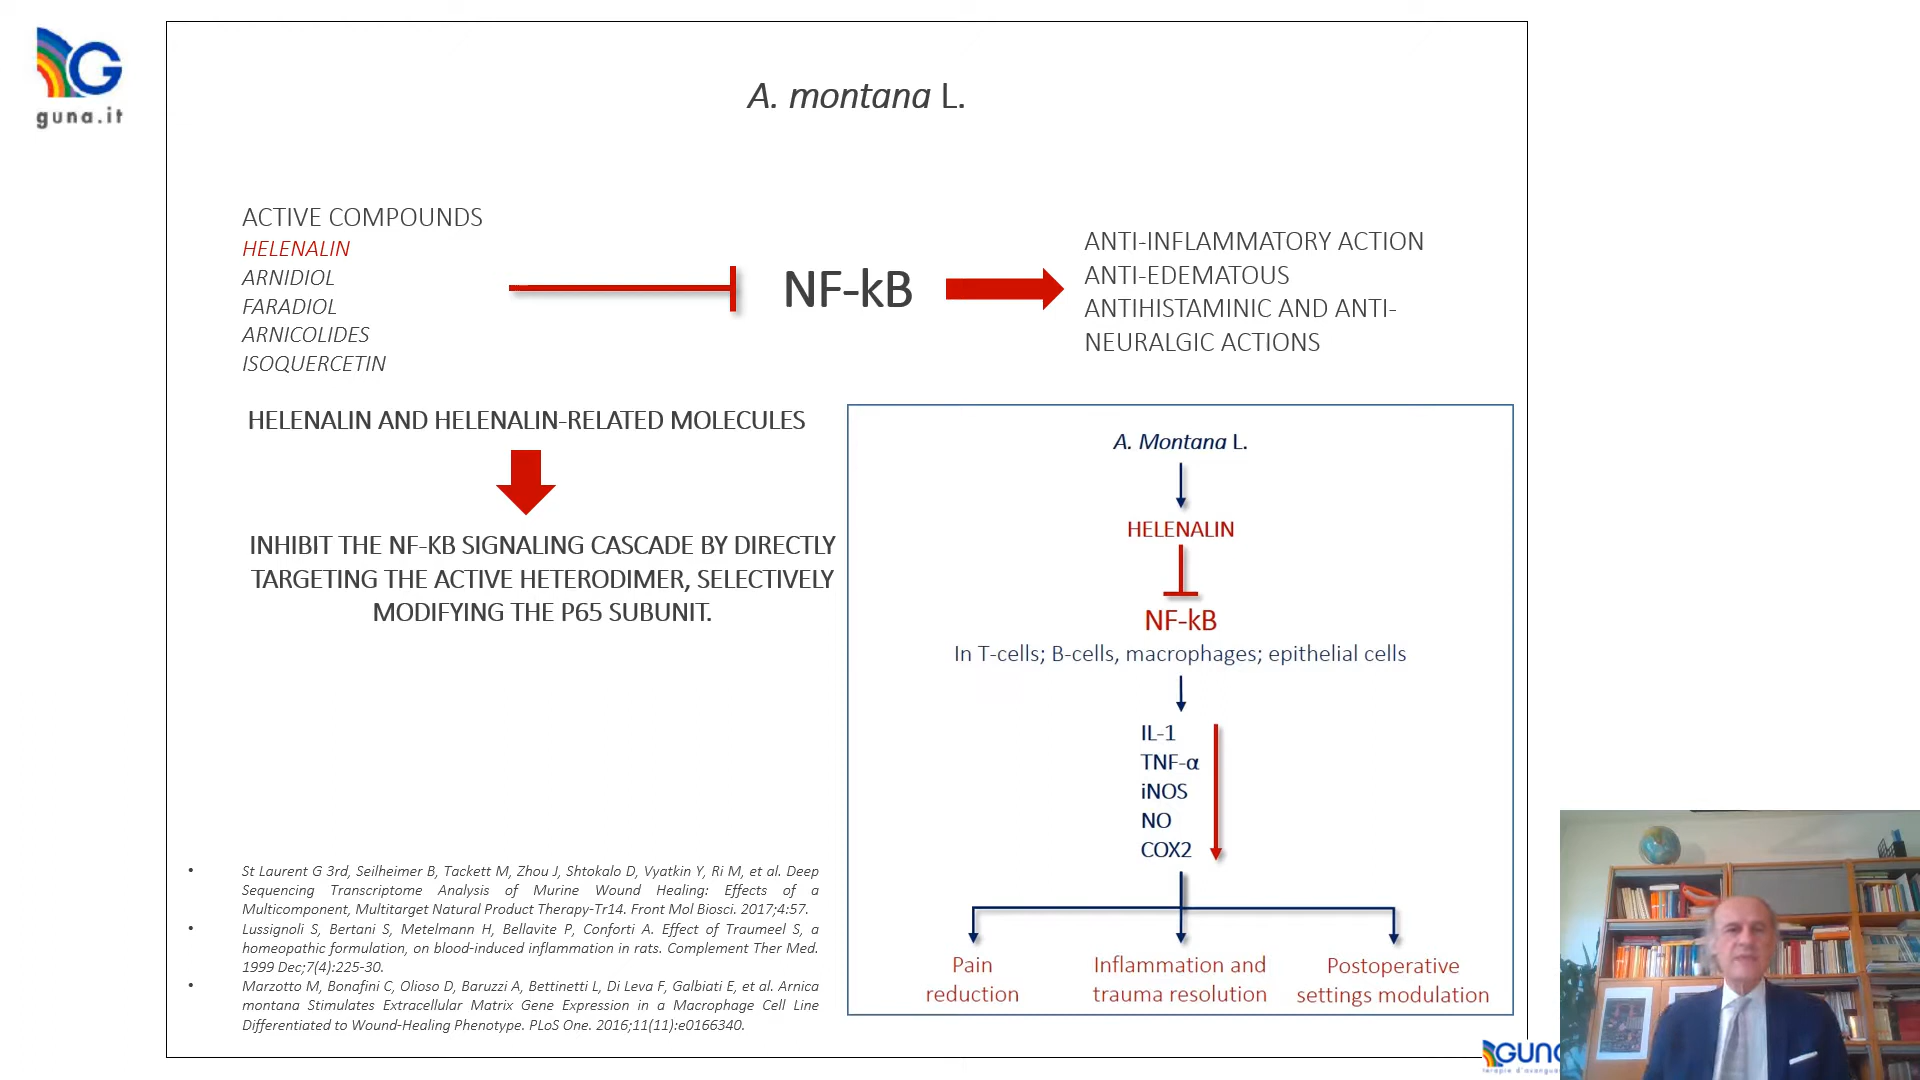 G
guna.it
A. montana L.
ACTIVE COMPOUNDS
HELENALIN
ARNIDIOL
FARADIOL
ARNICOLIDES
ISOQUERCETIN
NF-kB
ANTI-INFLAMMATORY ACTION
ANTI-EDEMATOUS
ANTIHISTAMINIC AND ANTI-
NEURALGIC ACTIONS
HELENALIN AND HELENALIN-RELATED MOLECULES
INHIBIT THE NF-KB SIGNALING CASCADE BY DIRECTLY
TARGETING THE ACTIVE HETERODIMER, SELECTIVELY
MODIFYING THE P65 SUBUNIT.
A. Montana L.
HELENALIN
NF-kB
In T-cells; B-cells, macrophages; epithelial cells
IL-1
TNF-α
iNOS
NO
COX2
Pain
reduction
Inflammation and
trauma resolution
Postoperative
settings modulation
• St Laurent G 3rd, Seilheimer B, Tackett M, Zhou J, Shtokalo D, Vyatkin Y, Ri M, et al. Deep
Sequencing Transcriptome Analysis of Murine Wound Healing: Effects of a
Multicomponent, Multitarget Natural Product Therapy-Tr14. Front Mol Biosci. 2017;4:57.
• Lussignoli S, Bertani S, Metelmann H, Bellavite P, Conforti A. Effect of Traumeel S, a
homeopathic formulation, on blood-induced inflammation in rats. Complement Ther Med.
1999 Dec;7(4):225-30.
• Marzotto M, Bonafini C, Olioso D, Baruzzi A, Bettinetti L, Di Leva F, Galbiati E, et al. Arnica
montana Stimulates Extracellular Matrix Gene Expression in a Macrophage Cell Line
Differentiated to Wound-Healing Phenotype. PLoS One. 2016;11(11):e0166340.
GUN